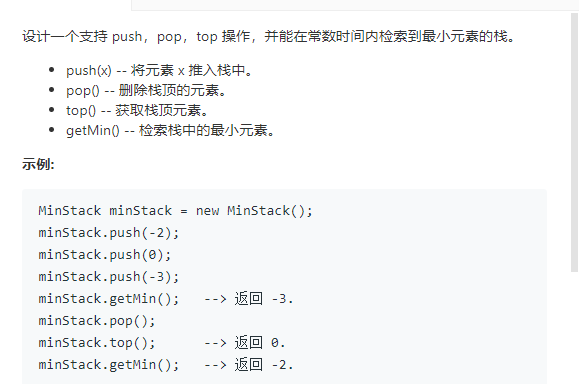 设计一个支持 push，pop，top 操作，并能在常数时间内检索到最小元素的栈。
• push(x) -- 将元素 x 推入栈中。
• pop() -- 删除栈顶的元素。
• top() -- 获取栈顶元素。
• getMin() -- 检索栈中的最小元素。
示例:
MinStack minStack = new MinStack();
minStack.push(-2);
minStack.push(0);
minStack.push(-3);
minStack.getMin();   --> 返回 -3.
minStack.pop();
minStack.top();      --> 返回 0.
minStack.getMin();   --> 返回 -2.